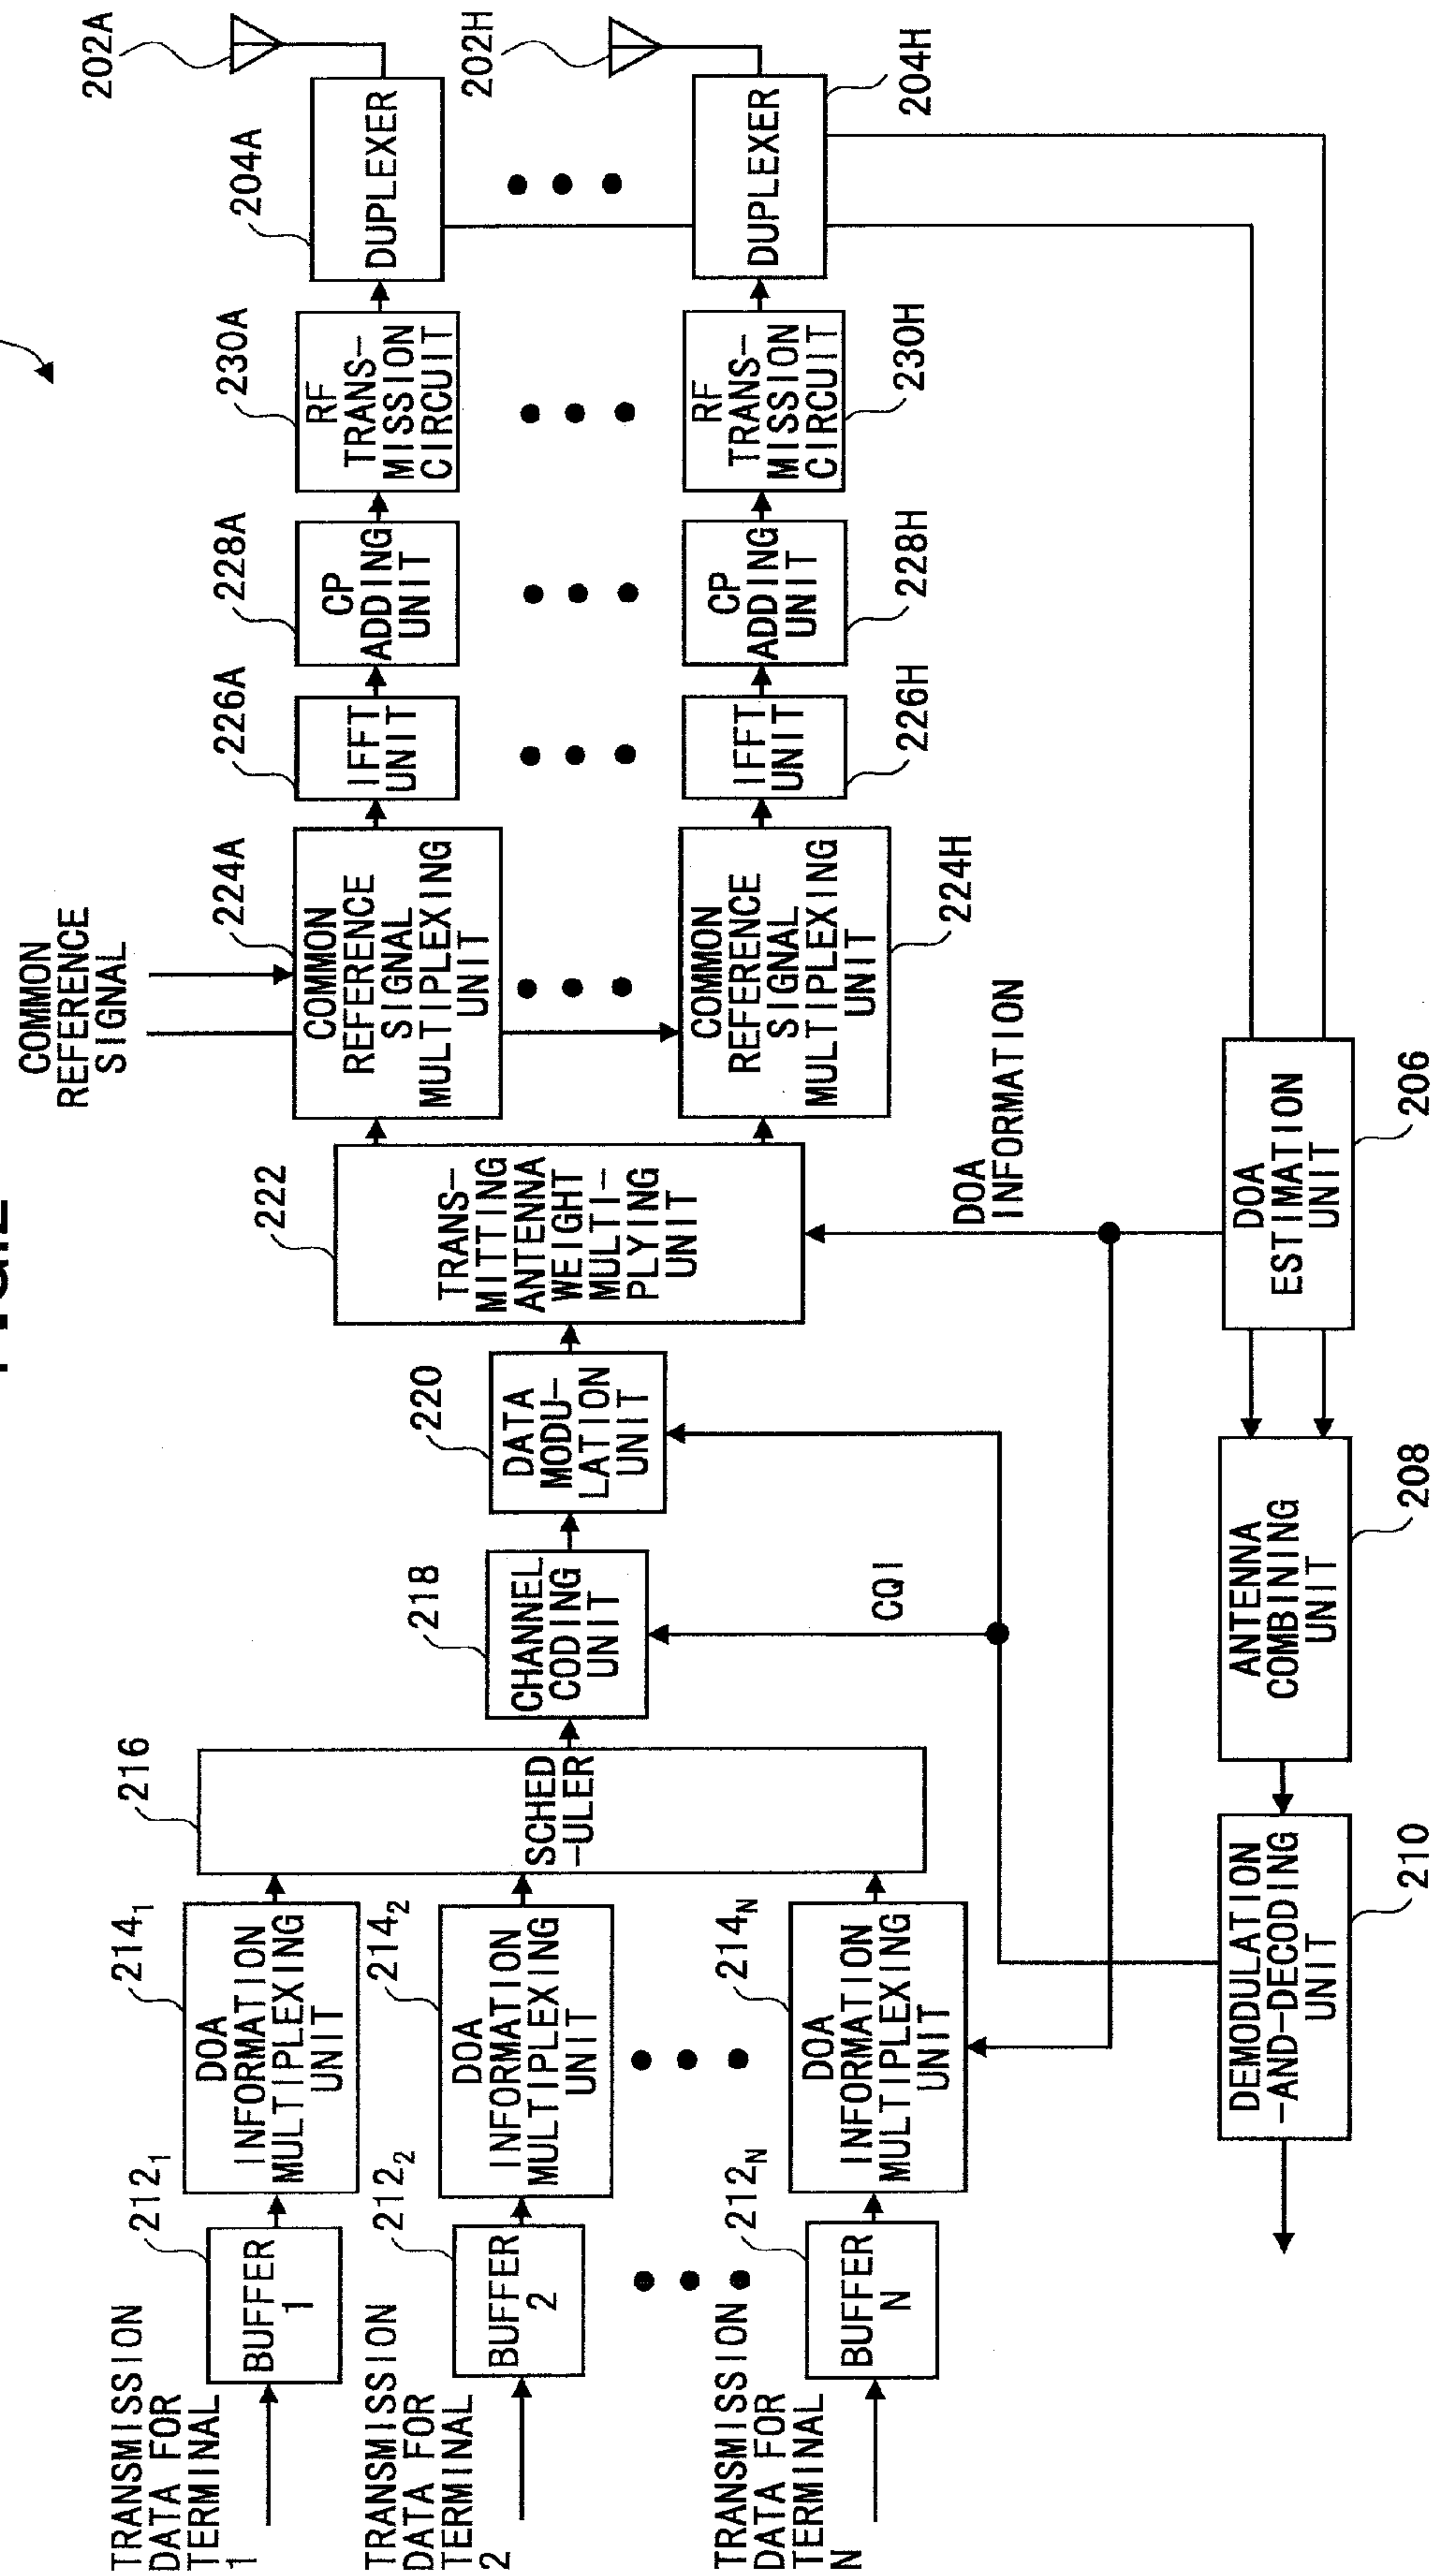 COMMON
REFERENCE
SIGNAL
202A
202H
204A
DUPLEXER
DUPLEXER
204H
230A
RF
TRANS-
MISSION
CIRCUIT
RF
TRANS-
MISSION
CIRCUIT
230H
228A
CP
ADDING
UNIT
CP
ADDING
UNIT
228H
226A
IFFT
UNIT
IFFT
UNIT
226H
224A
COMMON
REFERENCE
SIGNAL
MULTIPLEXING
UNIT
COMMON
REFERENCE
SIGNAL
MULTIPLEXING
UNIT
224H
222
TRANS-
MITTING
ANTENNA
WEIGHT
MULTI-
PLYING
UNIT
DOA
INFORMATION
220
DATA
MODU-
LATION
UNIT
218
CHANNEL
CODING
UNIT
CQI
216
SCHED
-ULER
214₁
DOA
INFORMATION
MULTIPLEXING
UNIT
214₂
DOA
INFORMATION
MULTIPLEXING
UNIT
214N
DOA
INFORMATION
MULTIPLEXING
UNIT
212₁
BUFFER
1
212₂
BUFFER
2
212N
BUFFER
N
TRANSMISSION
DATA FOR
TERMINAL
1
TRANSMISSION
DATA FOR
TERMINAL
2
TRANSMISSION
DATA FOR
TERMINAL
N
DOA
ESTIMATION
UNIT
206
ANTENNA
COMBINING
UNIT
208
DEMODULATION
-AND-DECODING
UNIT
210